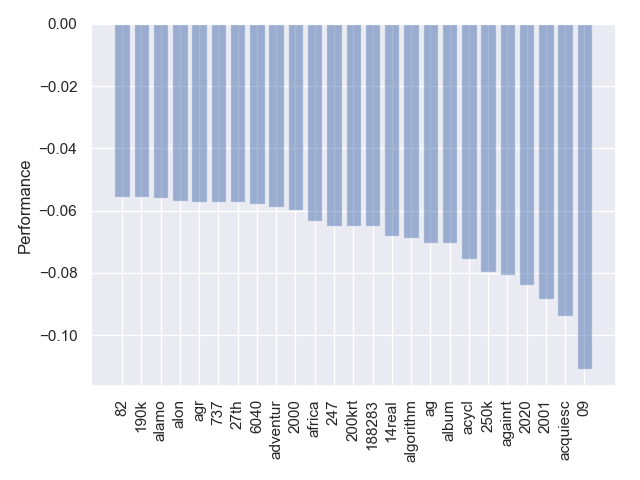 0.00
−0.02
−0.04
−0.06
−0.08
−0.10
Performance
82
190k
alamo
alon
agr
737
27th
6040
adventur
2000
africa
247
200krt
188283
14real
algorithm
ag
album
acycl
250k
againrt
2020
2001
acquiesc
09